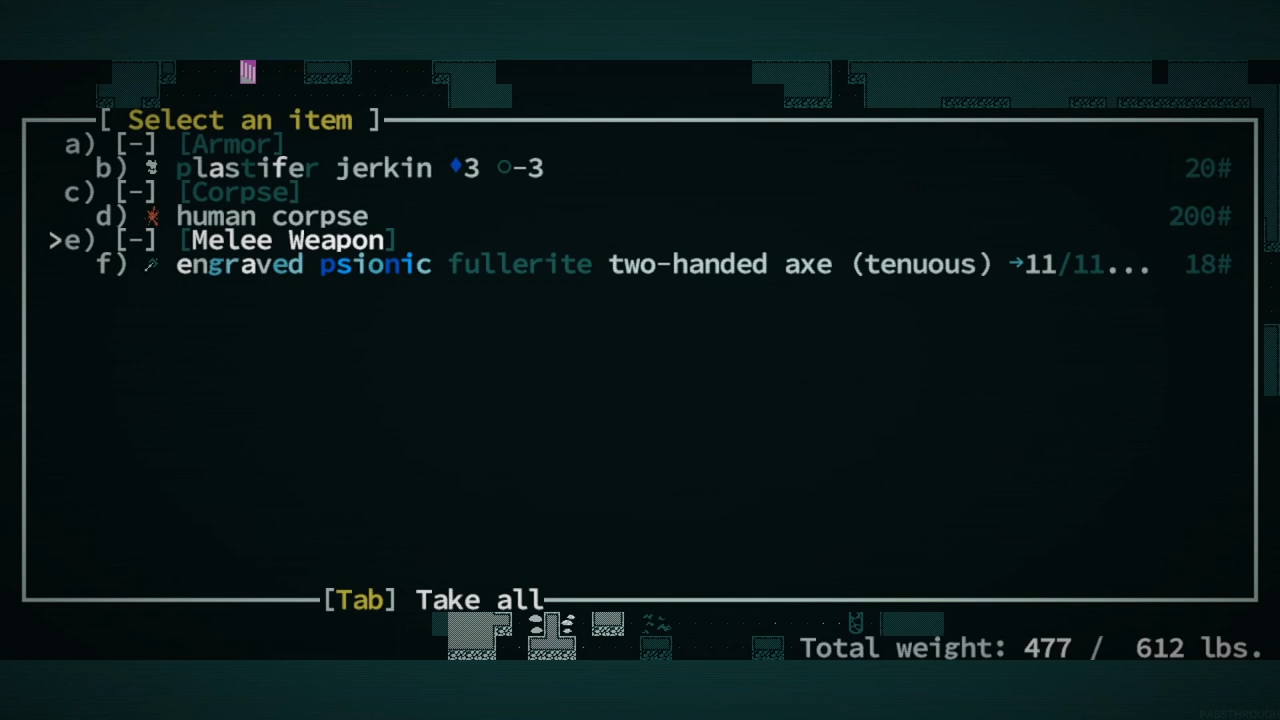 [ Select an item ]
a) [-] [Armor]
b) plastifer jerkin ♦3 ○-3 20#
c) [-] [Corpse]
d) human corpse 200#
>e) [-] [Melee Weapon]
f) engraved psionic fullerite two-handed axe (tenuous) →11/11... 18#
[Tab] Take all
Total weight: 477 / 612 lbs.